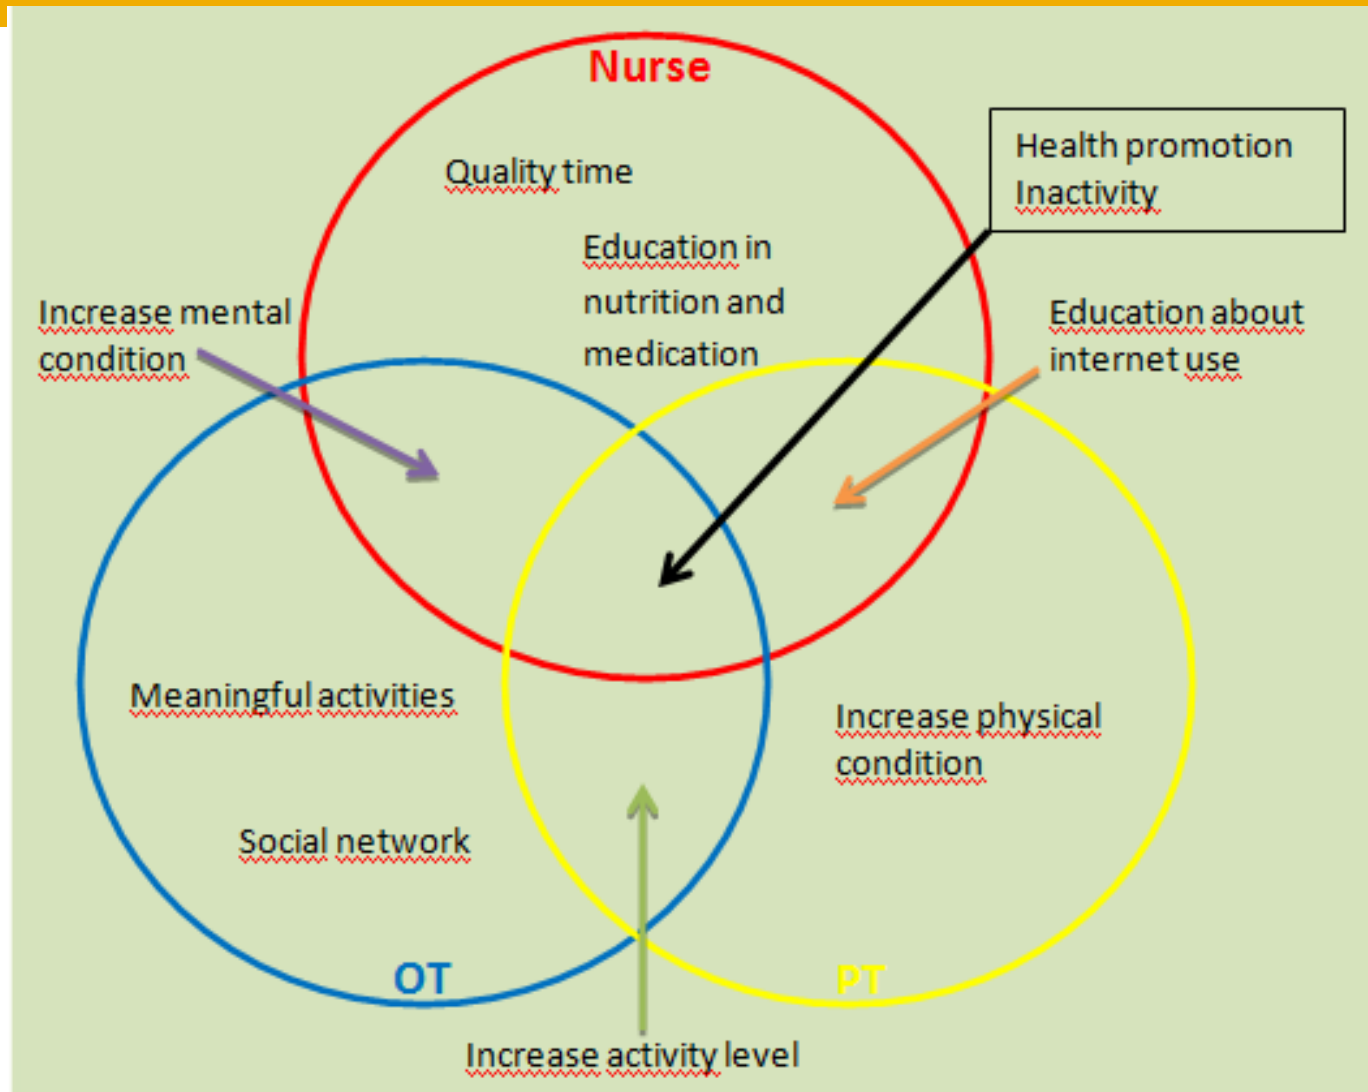 Nurse
Quality time
Health promotion
Inactivity
Education in
nutrition and
medication
Increase mental
condition
Education about
internet use
Meaningful activities
Increase physical
condition
Social network
OT
PT
Increase activity level